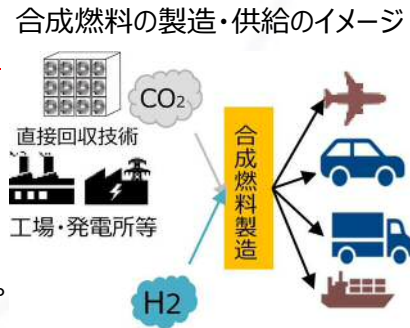 合成燃料の製造・供給のイメージ
CO2
直接回収技術
工場・発電所等
合成燃料製造
H2
。